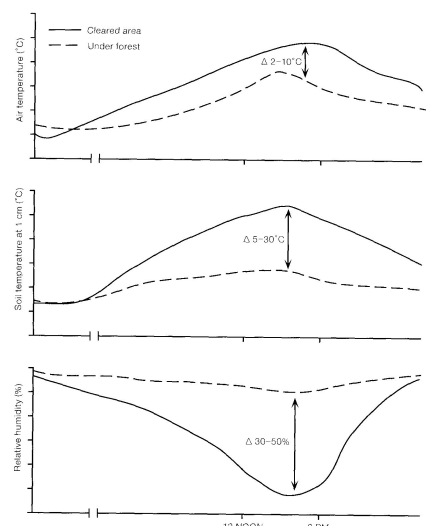 Cleared area
Under forest
Air temperature (°C)
Δ 2–10°C
Soil temperature at 1 cm (°C)
Δ 5–30°C
Relative humidity (%)
Δ 30–50%
12 NOON
PM